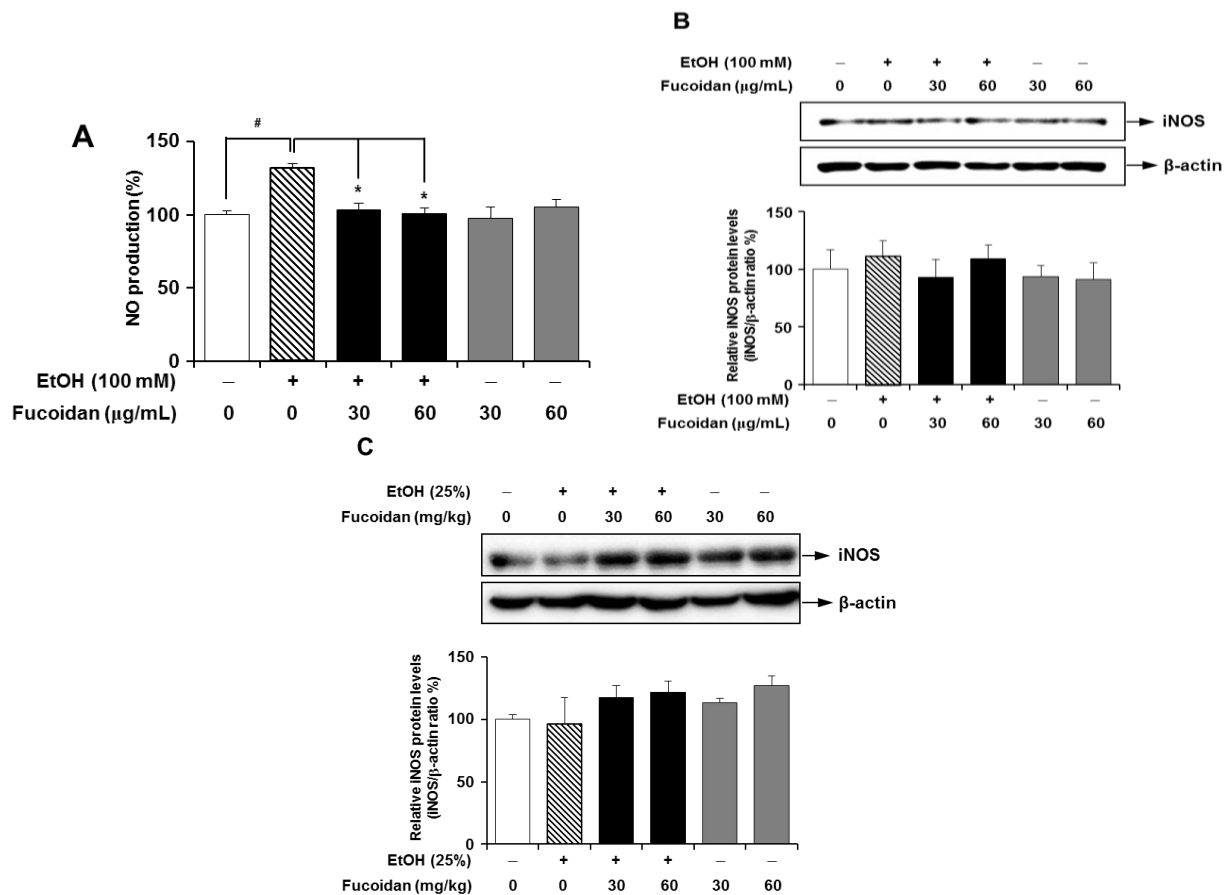 A
#
150
100
50
0
NO production (%)
*
*
EtOH (100 mM) – + + + – –
Fucoidan (μg/mL) 0 0 30 60 30 60
B
EtOH (100 mM) – + + + – –
Fucoidan (μg/mL) 0 0 30 60 30 60
iNOS
β-actin
Relative iNOS protein levels
(iNOS/β-actin ratio %)
150
100
50
0
EtOH (100 mM) – + + + – –
Fucoidan (μg/mL) 0 0 30 60 30 60
C
EtOH (25%) – + + + – –
Fucoidan (mg/kg) 0 0 30 60 30 60
iNOS
β-actin
Relative iNOS protein levels
(iNOS/β-actin ratio %)
150
100
50
0
EtOH (25%) – + + + – –
Fucoidan (mg/kg) 0 0 30 60 30 60